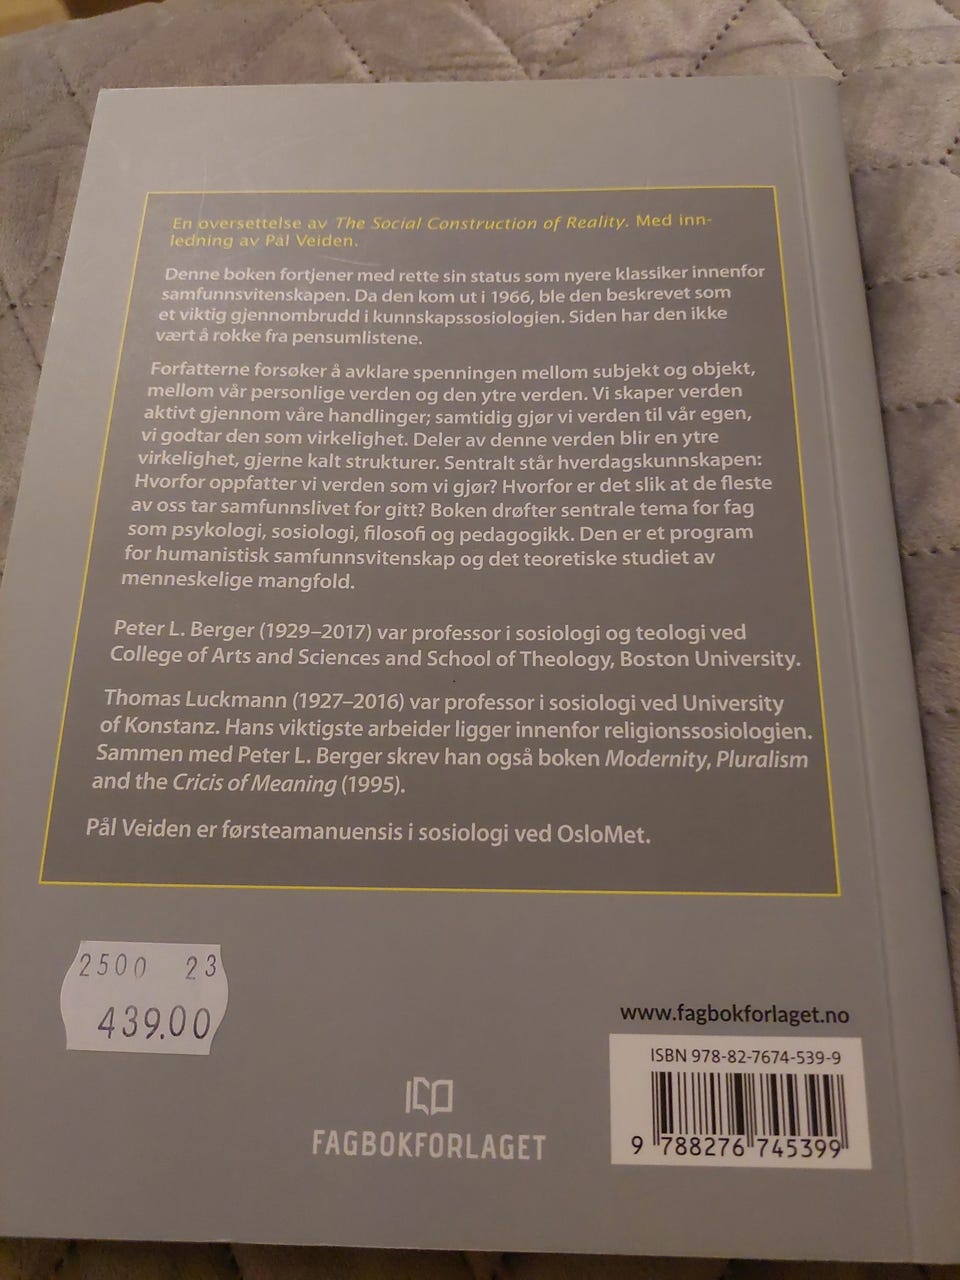 En oversettelse av The Social Construction of Reality. Med inn-
ledning av Pål Veiden.
Denne boken fortjener med rette sin status som nyere klassiker innenfor
samfunnsvitenskapen. Da den kom ut i 1966, ble den beskrevet som
et viktig gjennombrudd i kunnskapssosiologien. Siden har den ikke
vært å rokke fra pensumlistene.
Forfatterne forsøker å avklare spenningen mellom subjekt og objekt,
mellom vår personlige verden og den ytre verden. Vi skaper verden
aktivt gjennom våre handlinger; samtidig gjør vi verden til vår egen,
vi godtar den som virkelighet. Deler av denne verden blir en ytre
virkelighet, gjerne kalt strukturer. Sentralt står hverdagskunnskapen:
Hvorfor oppfatter vi verden som vi gjør? Hvorfor er det slik at de fleste
av oss tar samfunnslivet for gitt? Boken drøfter sentrale tema for fag
som psykologi, sosiologi, filosofi og pedagogikk. Den er et program
for humanistisk samfunnsvitenskap og det teoretiske studiet av
menneskelige mangfold.
Peter L. Berger (1929–2017) var professor i sosiologi og teologi ved
College of Arts and Sciences and School of Theology, Boston University.
Thomas Luckmann (1927–2016) var professor i sosiologi ved University
of Konstanz. Hans viktigste arbeider ligger innenfor religionssosiologien.
Sammen med Peter L. Berger skrev han også boken Modernity, Pluralism
and the Cricis of Meaning (1995).
Pål Veiden er førsteamanuensis i sosiologi ved OsloMet.
2500 23
439.00
www.fagbokforlaget.no
ISBN 978-82-7674-539-9
9 788276 745399
FAGBOKFORLAGET